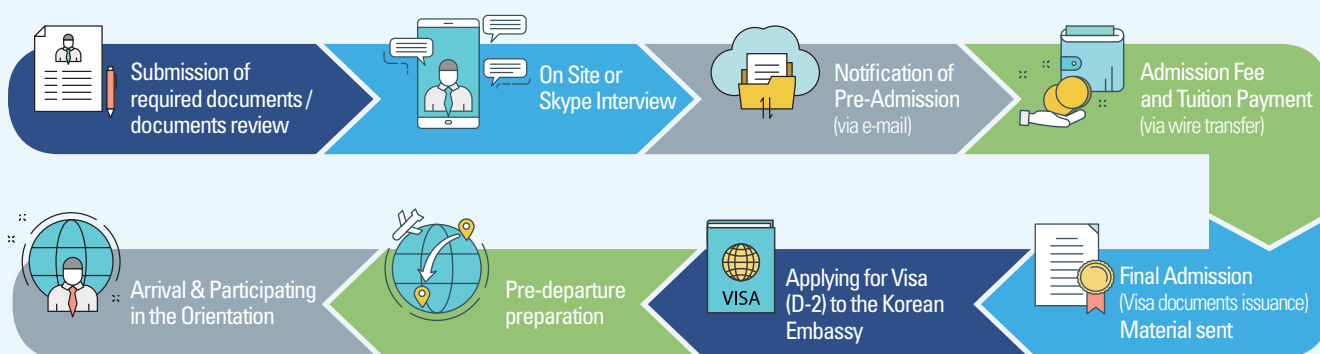 Submission of
required documents /
documents review
On Site or
Skype Interview
Notification of
Pre-Admission
(via e-mail)
Admission Fee
and Tuition Payment
(via wire transfer)
Final Admission
(Visa documents issuance)
Material sent
VISA
Applying for Visa
(D-2) to the Korean
Embassy
Pre-departure
preparation
Arrival & Participating
in the Orientation